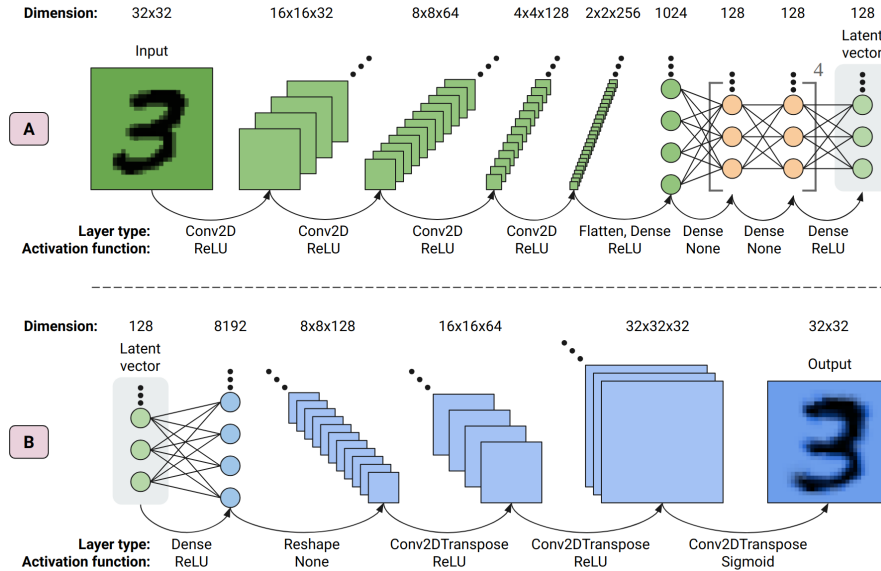 Dimension: 32x32 16x16x32 8x8x64 4x4x128 2x2x256 1024 128 128 128
Input
Latent
vector
4
A
Layer type: Conv2D Conv2D Conv2D Conv2D Flatten, Dense Dense Dense Dense
Activation function: ReLU ReLU ReLU ReLU ReLU None None ReLU
Dimension: 128 8192 8x8x128 16x16x64 32x32x32 32x32
Latent
vector
Output
B
Layer type: Dense Reshape Conv2DTranspose Conv2DTranspose Conv2DTranspose
Activation function: ReLU None ReLU ReLU Sigmoid